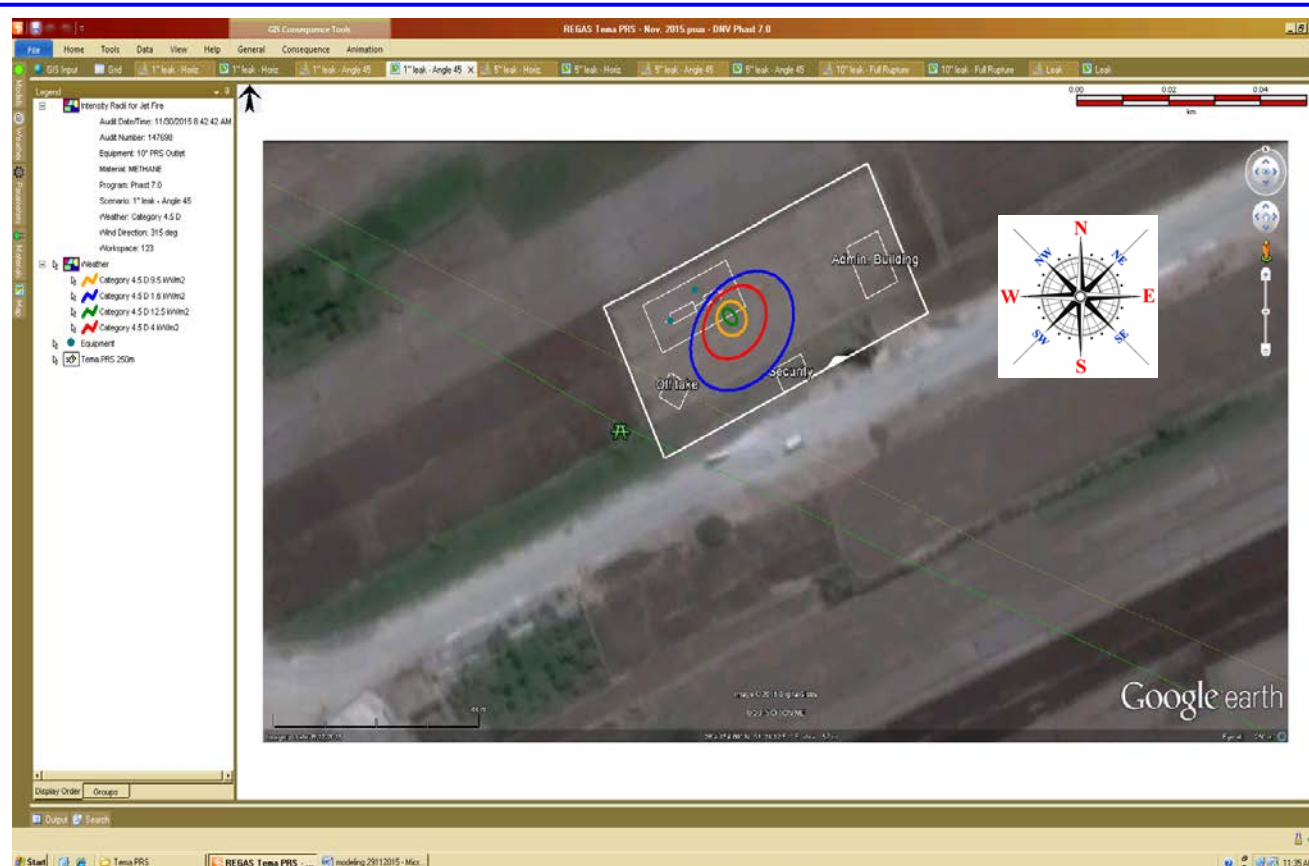 GIS Consequence Tools
REGAS Tema PRS - Nov. 2015.psux - DNV Phast 7.0
File Home Tools Data View Help General Consequence Animation
GIS Input Grid 1" leak - Horiz 1" leak - Horiz 1" leak - Angle 45 1" leak - Angle 45 X 5" leak - Horiz 5" leak - Horiz 5" leak - Angle 45 5" leak - Angle 45 10" leak - Full Rupture 10" leak - Full Rupture Leak Leak
Models
Weather
Parameters
Materials
Map
Legend
Intensity Radii for Jet Fire
Audit Date/Time: 11/30/2015 8:42:42 AM
Audit Number: 147698
Equipment: 10" PRS Outlet
Material: METHANE
Program: Phast 7.0
Scenario: 1" leak - Angle 45
Weather: Category 4.5 D
Wind Direction: 315 deg
Workspace: 123
Weather
Category 4.5 D 9.5 kW/m2
Category 4.5 D 1.6 kW/m2
Category 4.5 D 12.5 kW/m2
Category 4.5 D 4 kW/m2
Equipment
Tema PRS 250m
0.00 0.02 0.04
km
N
NW NE
W E
SW SE
S
Admin. Building
Off take
Security
Google earth
Display Order Groups
Output Search
Start Tema PRS REGAS Tema PRS - ... modeling 29112015 - Micr...